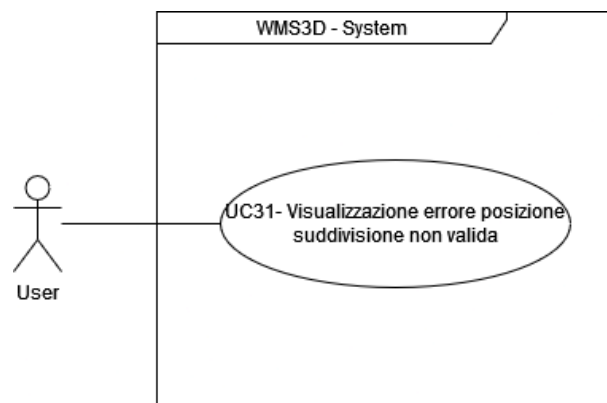 WMS3D - System
UC31- Visualizzazione errore posizione
suddivisione non valida
User